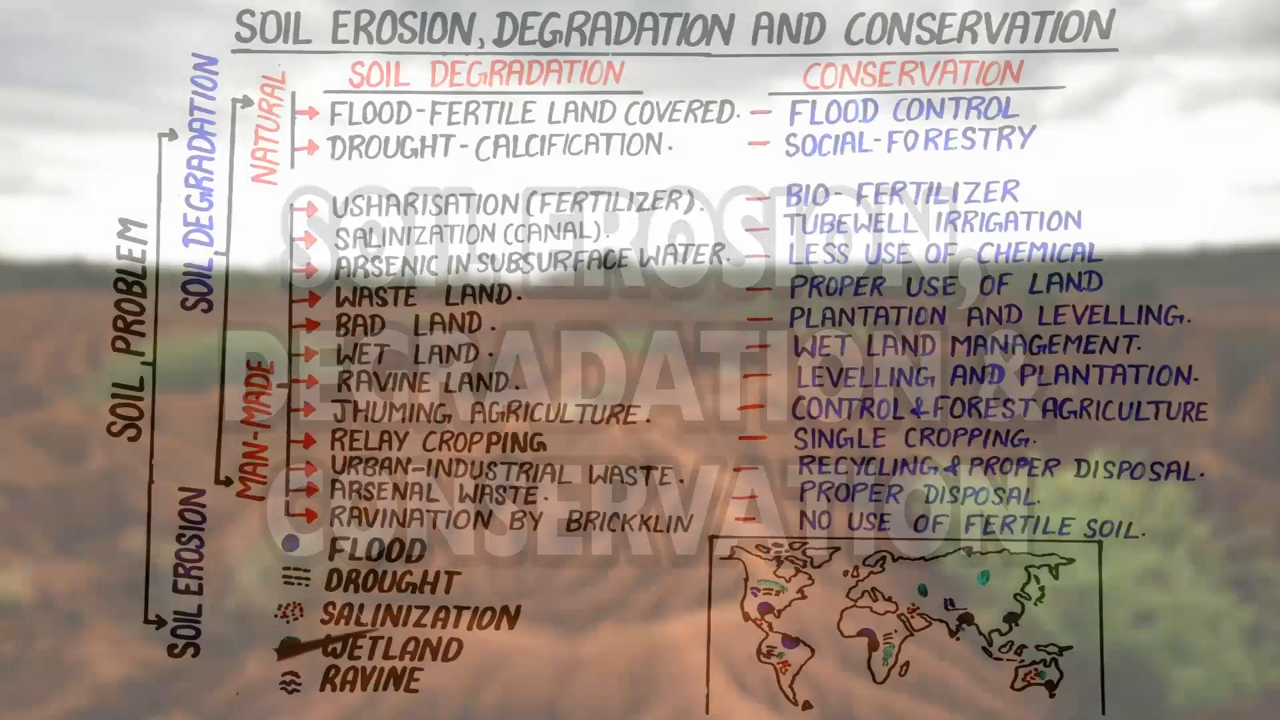 SOIL EROSION, DEGRADATION AND CONSERVATION
SOIL DEGRADATION
CONSERVATION
SOIL PROBLEM
SOIL DEGRADATION
NATURAL
FLOOD-FERTILE LAND COVERED. - FLOOD CONTROL
DROUGHT-CALCIFICATION. - SOCIAL-FORESTRY
MAN-MADE
USHARISATION (FERTILIZER). - BIO-FERTILIZER
SALINIZATION (CANAL). - TUBEWELL IRRIGATION
ARSENIC IN SUBSURFACE WATER. - LESS USE OF CHEMICAL
WASTE LAND. - PROPER USE OF LAND
BAD LAND. - PLANTATION AND LEVELLING.
WET LAND. - WET LAND MANAGEMENT.
RAVINE LAND. - LEVELLING AND PLANTATION.
JHUMING AGRICULTURE. - CONTROL & FOREST AGRICULTURE
RELAY CROPPING - SINGLE CROPPING.
URBAN-INDUSTRIAL WASTE. - RECYCLING & PROPER DISPOSAL.
ARSENAL WASTE. - PROPER DISPOSAL.
RAVINATION BY BRICKKLIN - NO USE OF FERTILE SOIL.
SOIL EROSION
FLOOD
DROUGHT
SALINIZATION
WETLAND
RAVINE
SOIL EROSION,
DEGRADATION &
CONSERVATION